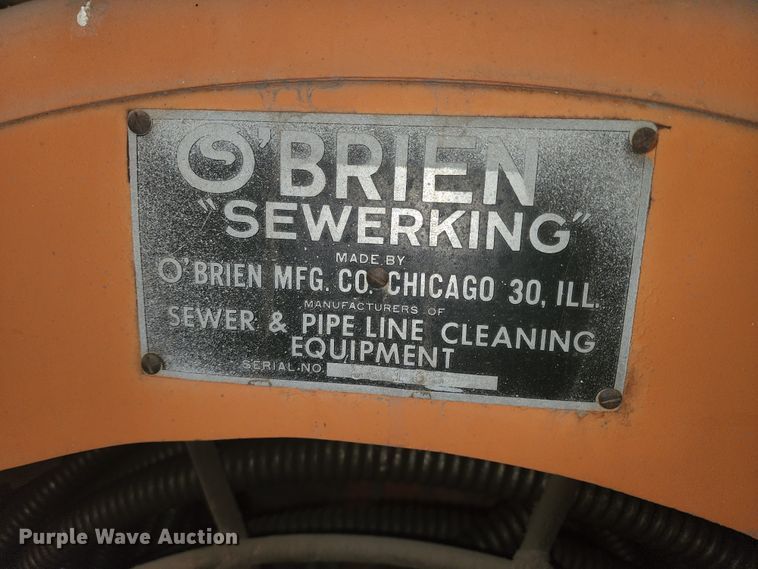 O'BRIEN
"SEWERKING"
MADE BY
O'BRIEN MFG. CO. CHICAGO 30, ILL.
MANUFACTURERS OF
SEWER & PIPE LINE CLEANING
EQUIPMENT
SERIAL NO.
Purple Wave Auction